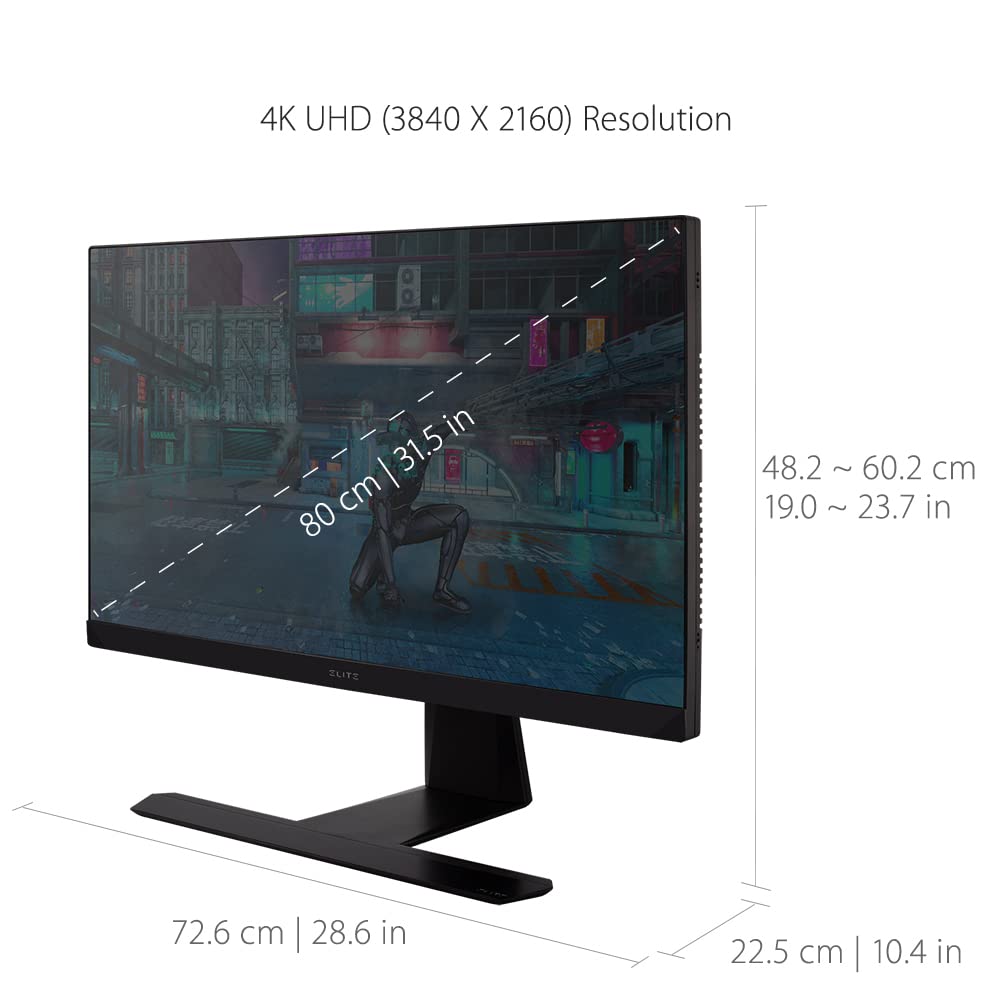 4K UHD (3840 X 2160) Resolution
80 cm | 31.5 in
48.2 ~ 60.2 cm
19.0 ~ 23.7 in
ELITE
ELITE
72.6 cm | 28.6 in
22.5 cm | 10.4 in